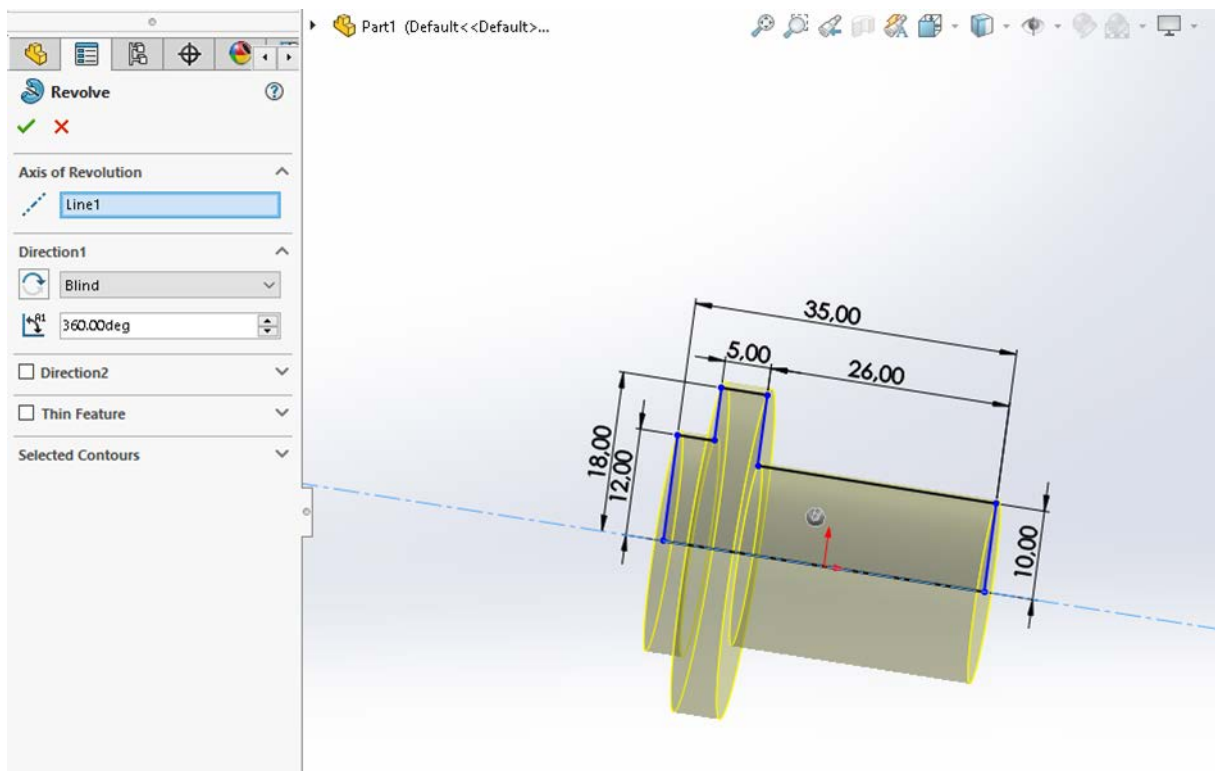 Part1 (Default<<Default>...
Revolve
Axis of Revolution
Line1
Direction1
Blind
360.00deg
Direction2
Thin Feature
Selected Contours
35,00
5,00
26,00
18,00
12,00
10,00